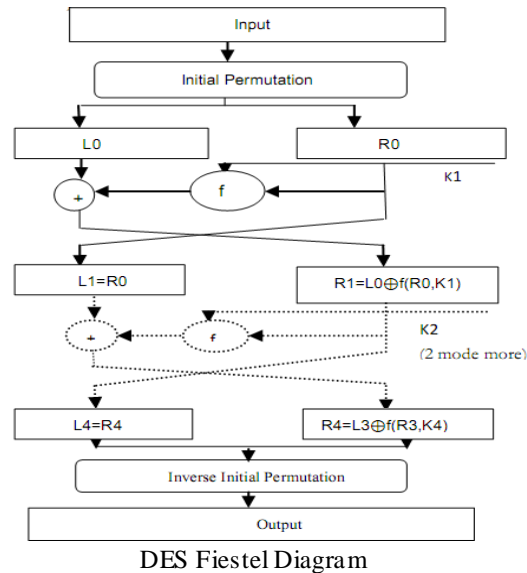 Input
Initial Permutation
L0
R0
K1
+
f
L1=R0
R1=L0⊕f(R0,K1)
+
f
K2
(2 mode more)
L4=R4
R4=L3⊕f(R3,K4)
Inverse Initial Permutation
Output
DES Fiestel Diagram